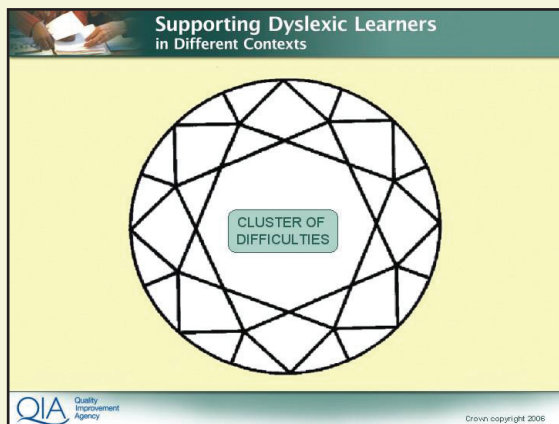 Supporting Dyslexic Learners
in Different Contexts
CLUSTER OF
DIFFICULTIES
QIA
Quality
Improvement
Agency
Crown copyright 2006